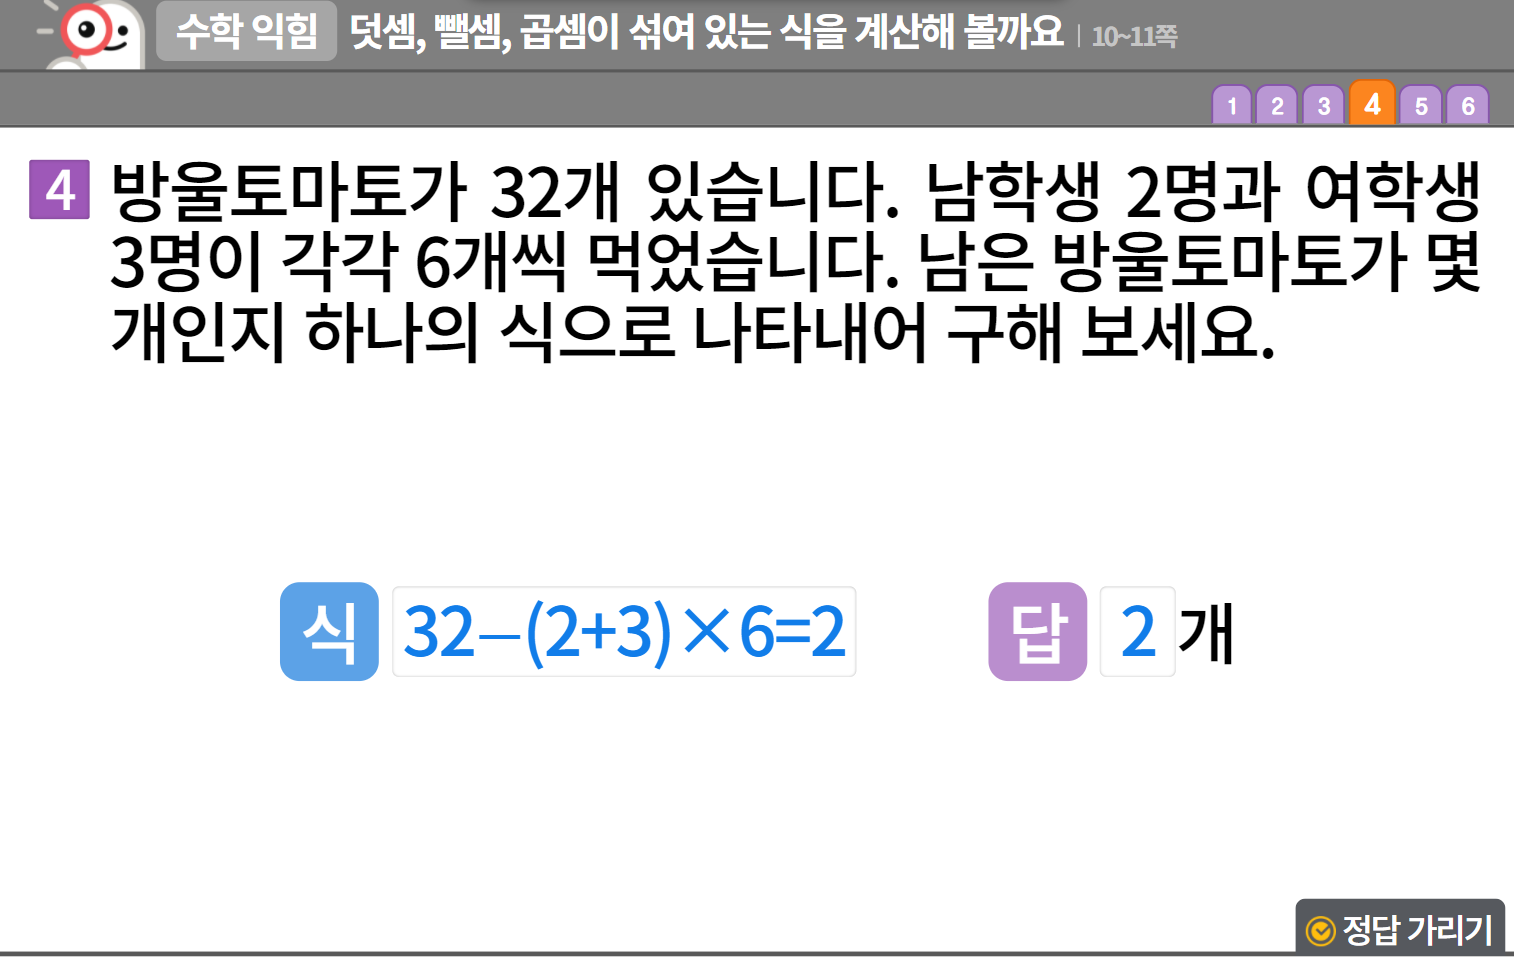 수학 익힘 덧셈, 뺄셈, 곱셈이 섞여 있는 식을 계산해 볼까요 10~11쪽
1 2 3 4 5 6
4 방울토마토가 32개 있습니다. 남학생 2명과 여학생
3명이 각각 6개씩 먹었습니다. 남은 방울토마토가 몇
개인지 하나의 식으로 나타내어 구해 보세요.
식 32−(2+3)×6=2 답 2 개
정답 가리기